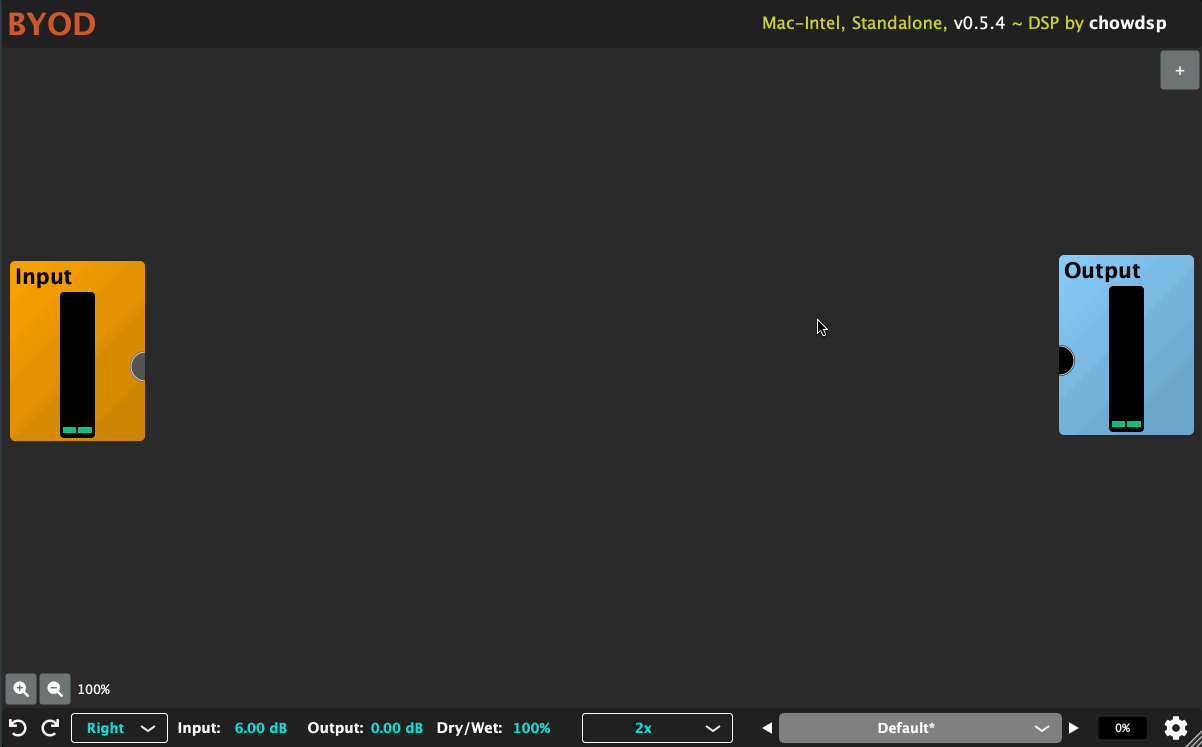 BYOD
Mac-Intel, Standalone, v0.5.4 ~ DSP by chowdsp
+
Input
Output
100%
Right Input: 6.00 dB Output: 0.00 dB Dry/Wet: 100% 2x Default* 0%